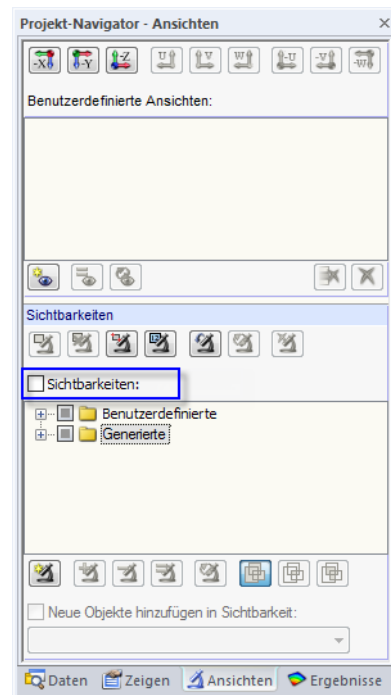 Projekt-Navigator - Ansichten
-X -Y -Z U V W -U -V -W
Benutzerdefinierte Ansichten:
Sichtbarkeiten
Sichtbarkeiten:
Benutzerdefinierte
Generierte
Neue Objekte hinzufügen in Sichtbarkeit:
Daten Zeigen Ansichten Ergebnisse